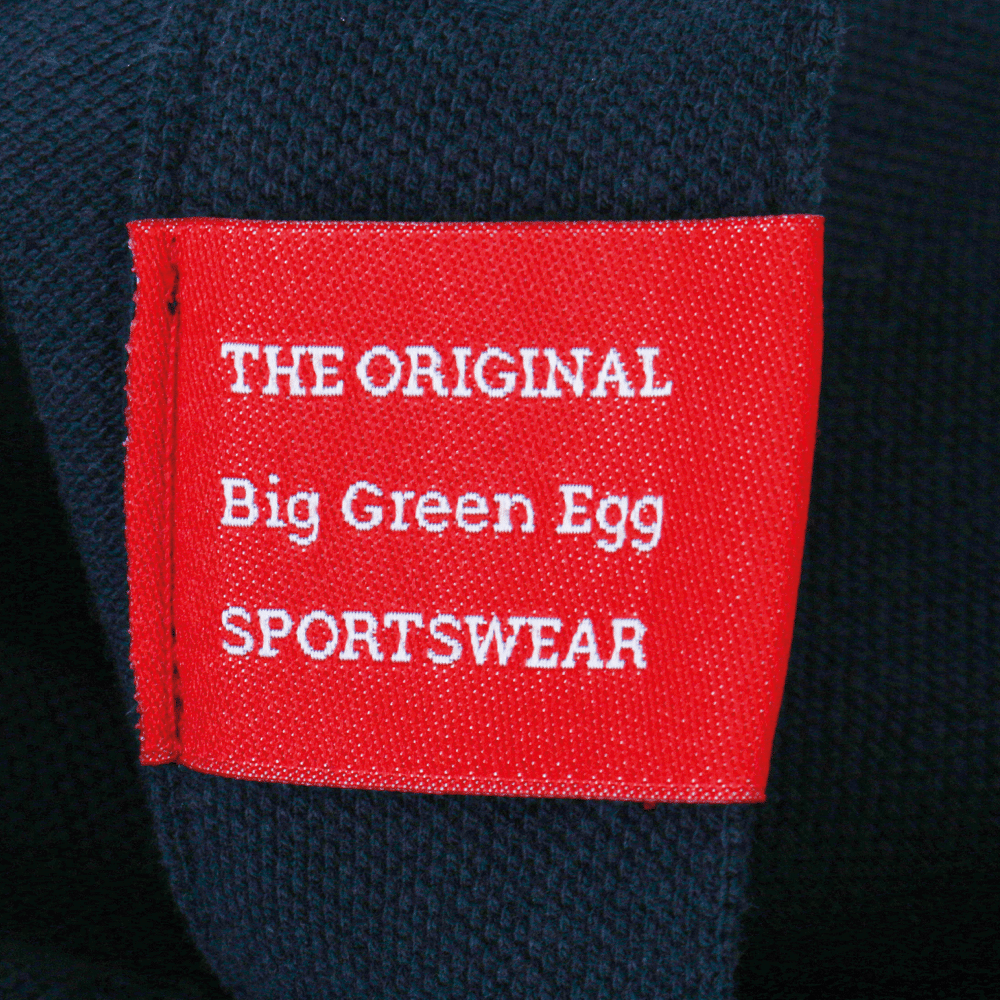 THE ORIGINAL
Big Green Egg
SPORTSWEAR